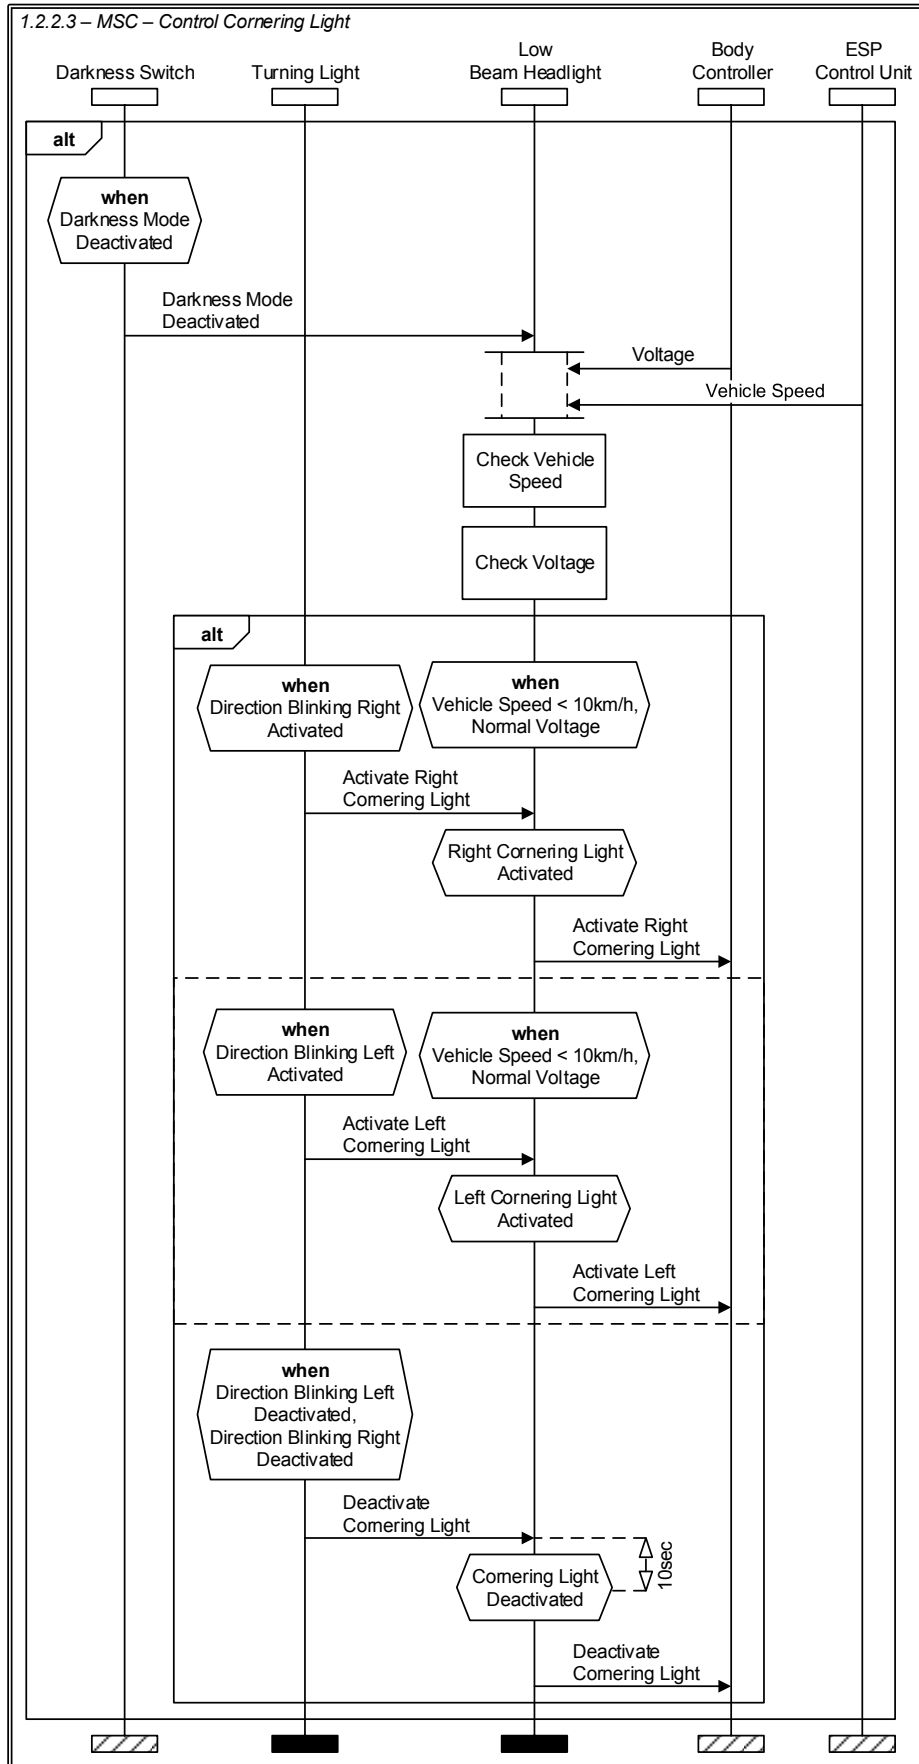 1.2.2.3 – MSC – Control Cornering Light
Darkness Switch
Turning Light
Low
Beam Headlight
Body
Controller
ESP
Control Unit
alt
when
Darkness Mode
Deactivated
Darkness Mode
Deactivated
Voltage
Vehicle Speed
Check Vehicle
Speed
Check Voltage
alt
when
Direction Blinking Right
Activated
when
Vehicle Speed < 10km/h,
Normal Voltage
Activate Right
Cornering Light
Right Cornering Light
Activated
Activate Right
Cornering Light
when
Direction Blinking Left
Activated
when
Vehicle Speed < 10km/h,
Normal Voltage
Activate Left
Cornering Light
Left Cornering Light
Activated
Activate Left
Cornering Light
when
Direction Blinking Left
Deactivated,
Direction Blinking Right
Deactivated
Deactivate
Cornering Light
10sec
Cornering Light
Deactivated
Deactivate
Cornering Light